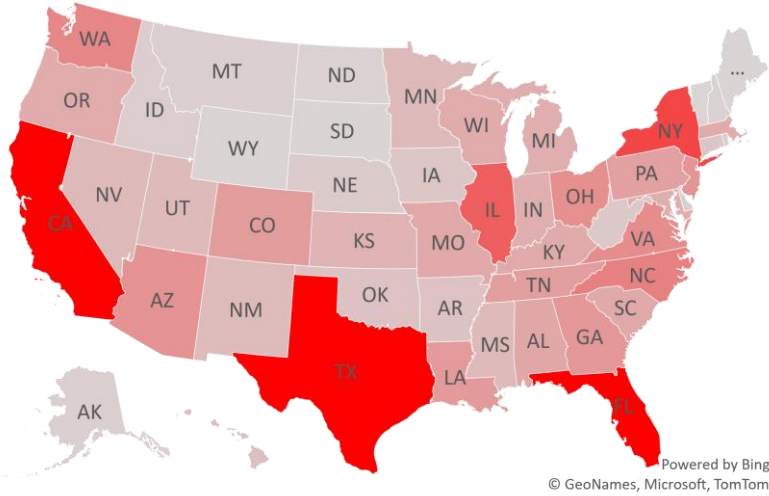 WA
MT
ND
MN
...
OR
ID
SD
WI
MI
NY
WY
IA
PA
NE
NV
UT
CO
IL
IN
OH
CA
KS
MO
KY
VA
NC
TN
AZ
NM
OK
AR
SC
MS
AL
GA
TX
LA
FL
AK
Powered by Bing
© GeoNames, Microsoft, TomTom